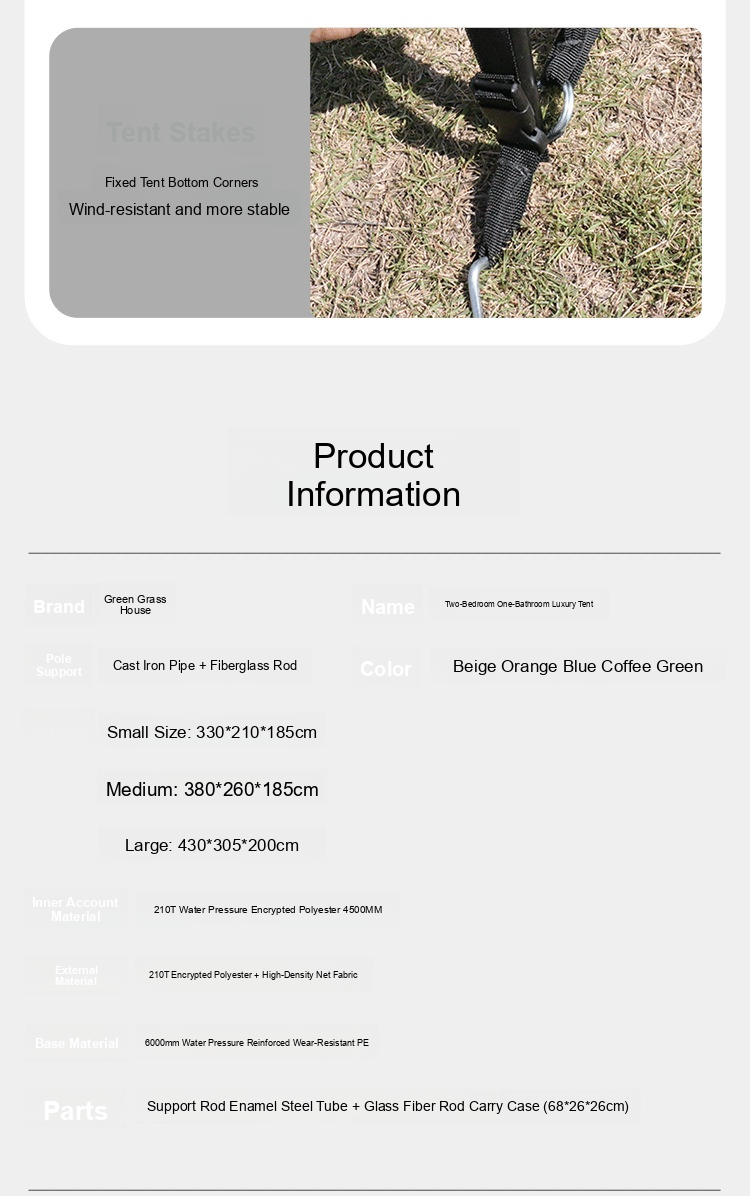 Tent Stakes
Fixed Tent Bottom Corners
Wind-resistant and more stable
Product
Information
Brand
Green Grass
House
Name
Two-Bedroom One-Bathroom Luxury Tent
Pole
Support
Cast Iron Pipe + Fiberglass Rod
Color
Beige Orange Blue Coffee Green
Small Size: 330*210*185cm
Medium: 380*260*185cm
Large: 430*305*200cm
Inner Account
Material
210T Water Pressure Encrypted Polyester 4500MM
External
Material
210T Encrypted Polyester + High-Density Net Fabric
Base Material
6000mm Water Pressure Reinforced Wear-Resistant PE
Parts
Support Rod Enamel Steel Tube + Glass Fiber Rod Carry Case (68*26*26cm)